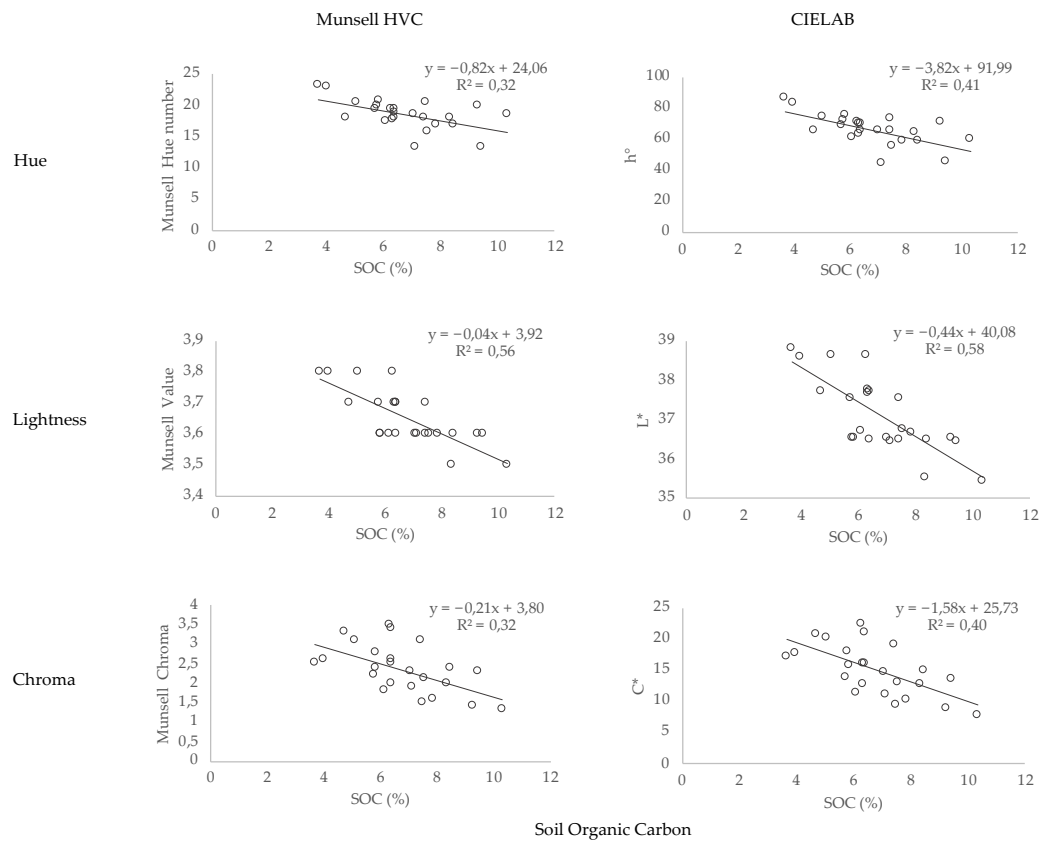 Munsell HVC
CIELAB
Hue
Munsell Hue number
25
20
15
10
5
0
0 2 4 6 8 10 12
SOC (%)
y = −0,82x + 24,06
R² = 0,32
h°
100
80
60
40
20
0
0 2 4 6 8 10 12
SOC (%)
y = −3,82x + 91,99
R² = 0,41
Lightness
Munsell Value
3,9
3,8
3,7
3,6
3,5
3,4
0 2 4 6 8 10 12
SOC (%)
y = −0,04x + 3,92
R² = 0,56
L*
39
38
37
36
35
0 2 4 6 8 10 12
SOC (%)
y = −0,44x + 40,08
R² = 0,58
Chroma
Munsell Chroma
4
3,5
3
2,5
2
1,5
1
0,5
0
0 2 4 6 8 10 12
SOC (%)
y = −0,21x + 3,80
R² = 0,32
C*
25
20
15
10
5
0
0 2 4 6 8 10 12
SOC (%)
y = −1,58x + 25,73
R² = 0,40
Soil Organic Carbon